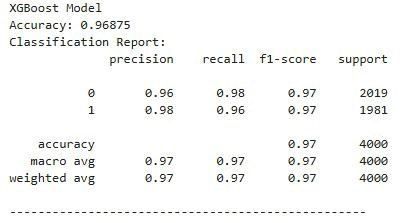 XGBoost Model
Accuracy: 0.96875
Classification Report:
precision recall f1-score support
0 0.96 0.98 0.97 2019
1 0.98 0.96 0.97 1981
accuracy 0.97 4000
macro avg 0.97 0.97 0.97 4000
weighted avg 0.97 0.97 0.97 4000
--------------------------------------------------